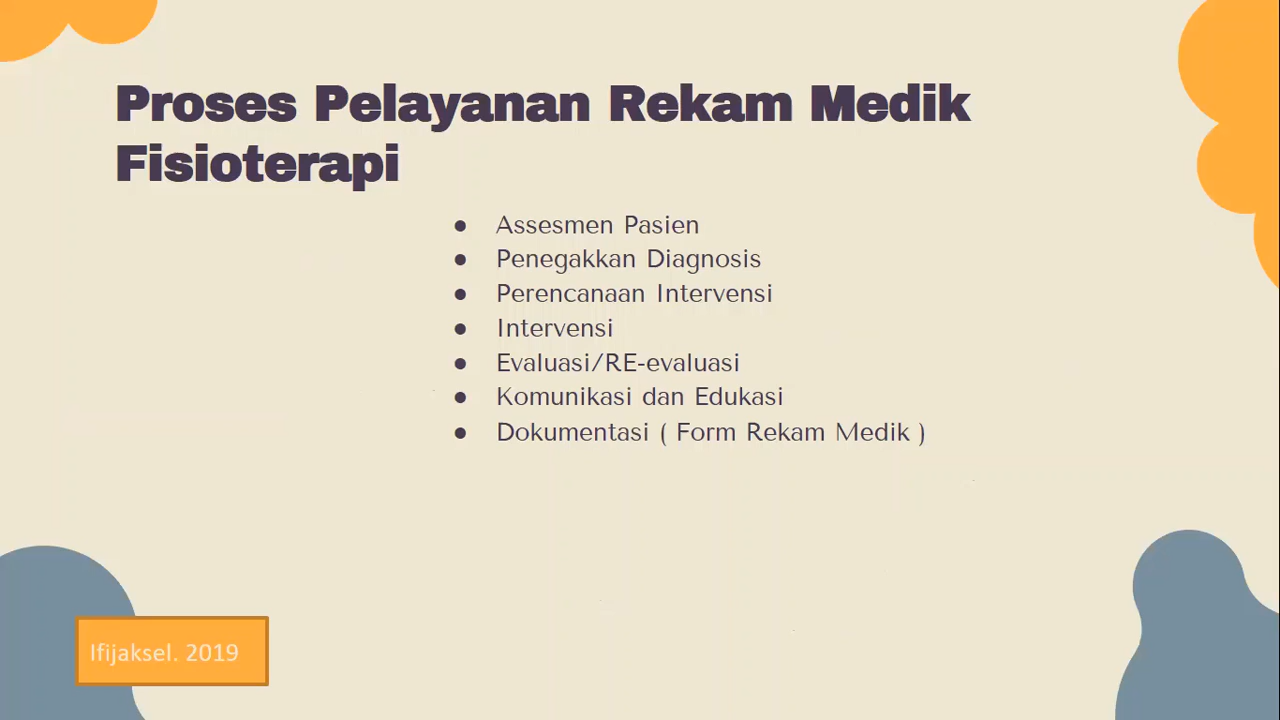 Proses Pelayanan Rekam Medik
Fisioterapi
● Assesmen Pasien
● Penegakkan Diagnosis
● Perencanaan Intervensi
● Intervensi
● Evaluasi/RE-evaluasi
● Komunikasi dan Edukasi
● Dokumentasi ( Form Rekam Medik )
Ifijaksel. 2019